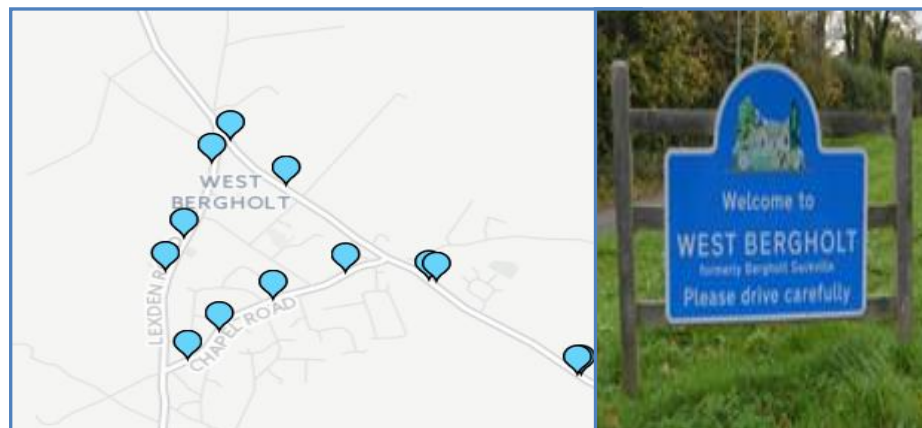 WEST
BERGHOLT
LEXDEN
CHAPEL ROAD
Welcome to
WEST BERGHOLT
formerly Bergholt Sackville
Please drive carefully